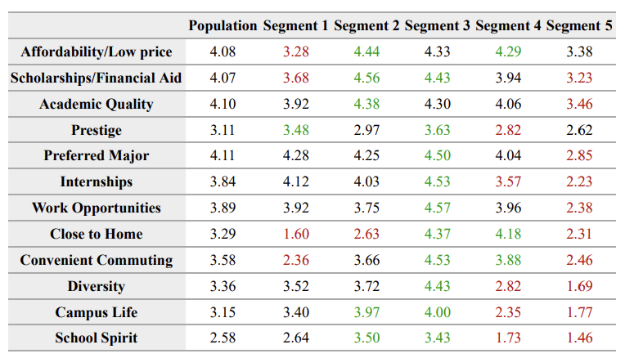 Population Segment 1 Segment 2 Segment 3 Segment 4 Segment 5
Affordability/Low price 4.08 3.28 4.44 4.33 4.29 3.38
Scholarships/Financial Aid 4.07 3.68 4.56 4.43 3.94 3.23
Academic Quality 4.10 3.92 4.38 4.30 4.06 3.46
Prestige 3.11 3.48 2.97 3.63 2.82 2.62
Preferred Major 4.11 4.28 4.25 4.50 4.04 2.85
Internships 3.84 4.12 4.03 4.53 3.57 2.23
Work Opportunities 3.89 3.92 3.75 4.57 3.96 2.38
Close to Home 3.29 1.60 2.63 4.37 4.18 2.31
Convenient Commuting 3.58 2.36 3.66 4.53 3.88 2.46
Diversity 3.36 3.52 3.72 4.43 2.82 1.69
Campus Life 3.15 3.40 3.97 4.00 2.35 1.77
School Spirit 2.58 2.64 3.50 3.43 1.73 1.46